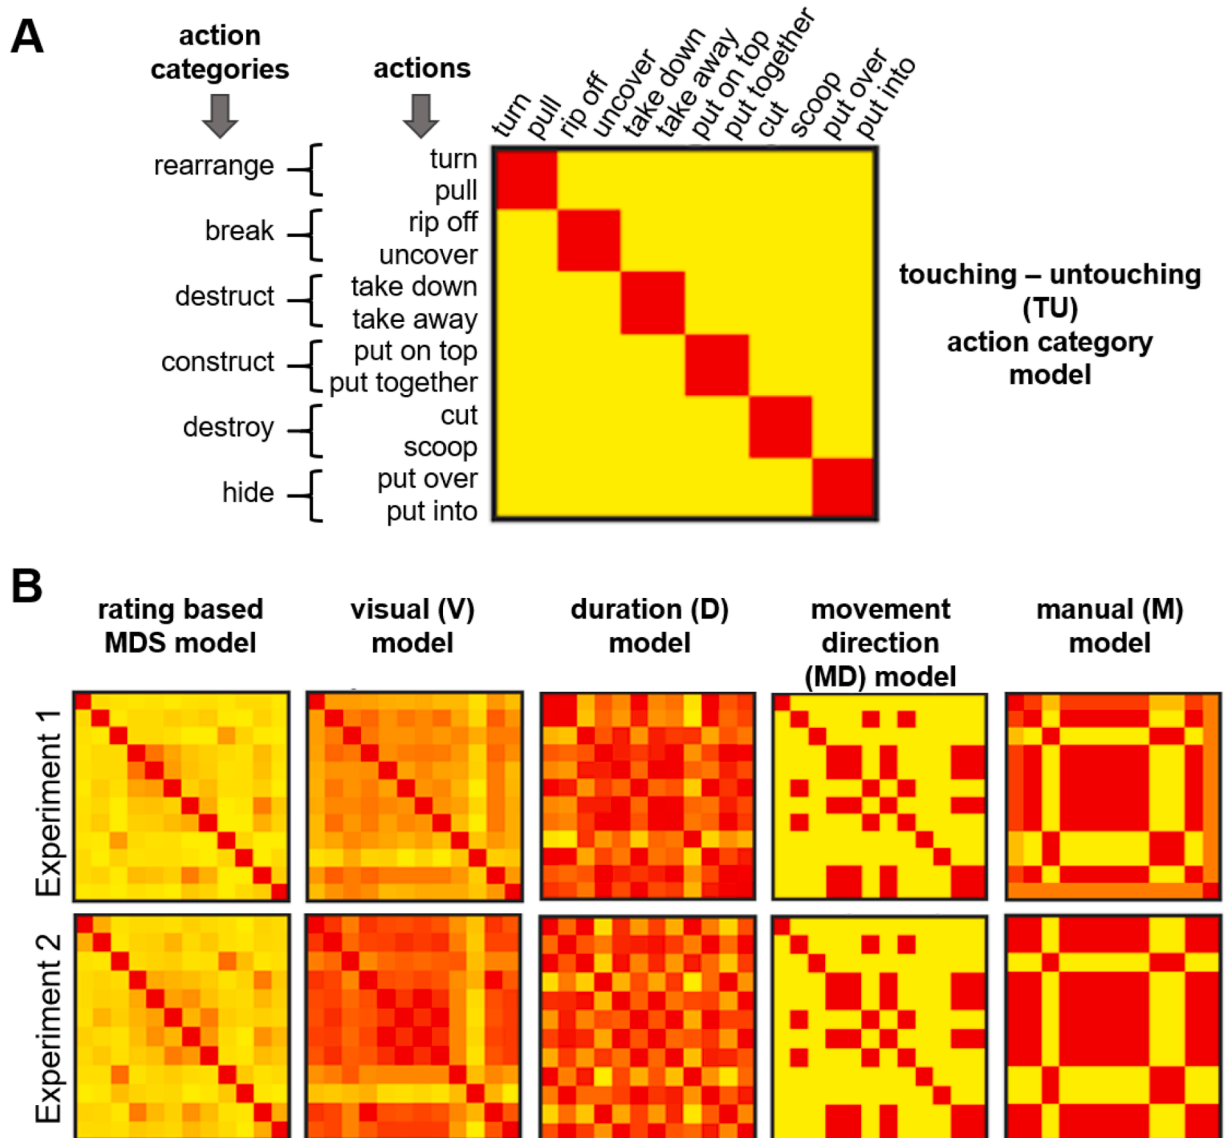 A
action
categories
actions
turn
pull
rip off
uncover
take down
take away
put on top
put together
cut
scoop
put over
put into
rearrange
break
destruct
construct
destroy
hide
turn
pull
rip off
uncover
take down
take away
put on top
put together
cut
scoop
put over
put into
touching – untouching
(TU)
action category
model
B
rating based
MDS model
visual (V)
model
duration (D)
model
movement
direction
(MD) model
manual (M)
model
Experiment 1
Experiment 2